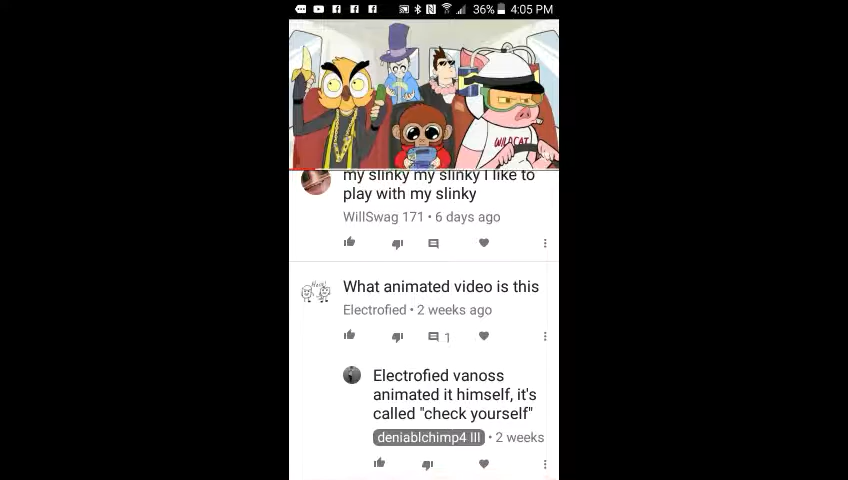 36% 4:05 PM
WILDCAT
my slinky my slinky I like to
play with my slinky
WillSwag 171 • 6 days ago
What animated video is this
Electrofied • 2 weeks ago
1
Electrofied vanoss
animated it himself, it's
called "check yourself"
deniablchimp4 III • 2 weeks